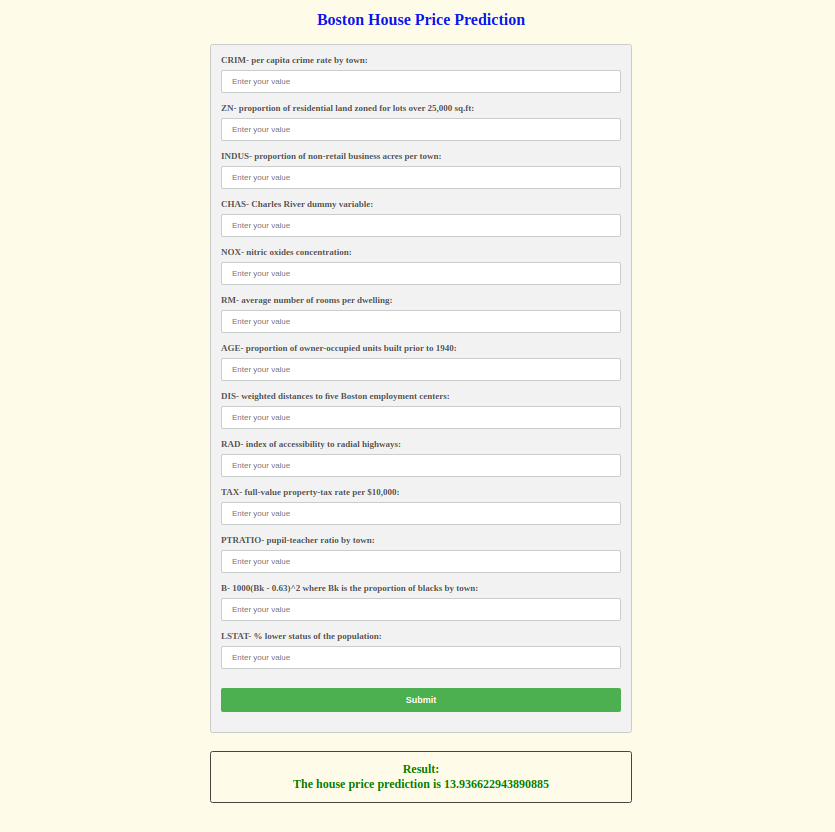 Boston House Price Prediction
CRIM- per capita crime rate by town:
Enter your value
ZN- proportion of residential land zoned for lots over 25,000 sq.ft:
Enter your value
INDUS- proportion of non-retail business acres per town:
Enter your value
CHAS- Charles River dummy variable:
Enter your value
NOX- nitric oxides concentration:
Enter your value
RM- average number of rooms per dwelling:
Enter your value
AGE- proportion of owner-occupied units built prior to 1940:
Enter your value
DIS- weighted distances to five Boston employment centers:
Enter your value
RAD- index of accessibility to radial highways:
Enter your value
TAX- full-value property-tax rate per $10,000:
Enter your value
PTRATIO- pupil-teacher ratio by town:
Enter your value
B- 1000(Bk - 0.63)^2 where Bk is the proportion of blacks by town:
Enter your value
LSTAT- % lower status of the population:
Enter your value
Submit
Result:
The house price prediction is 13.936622943890885